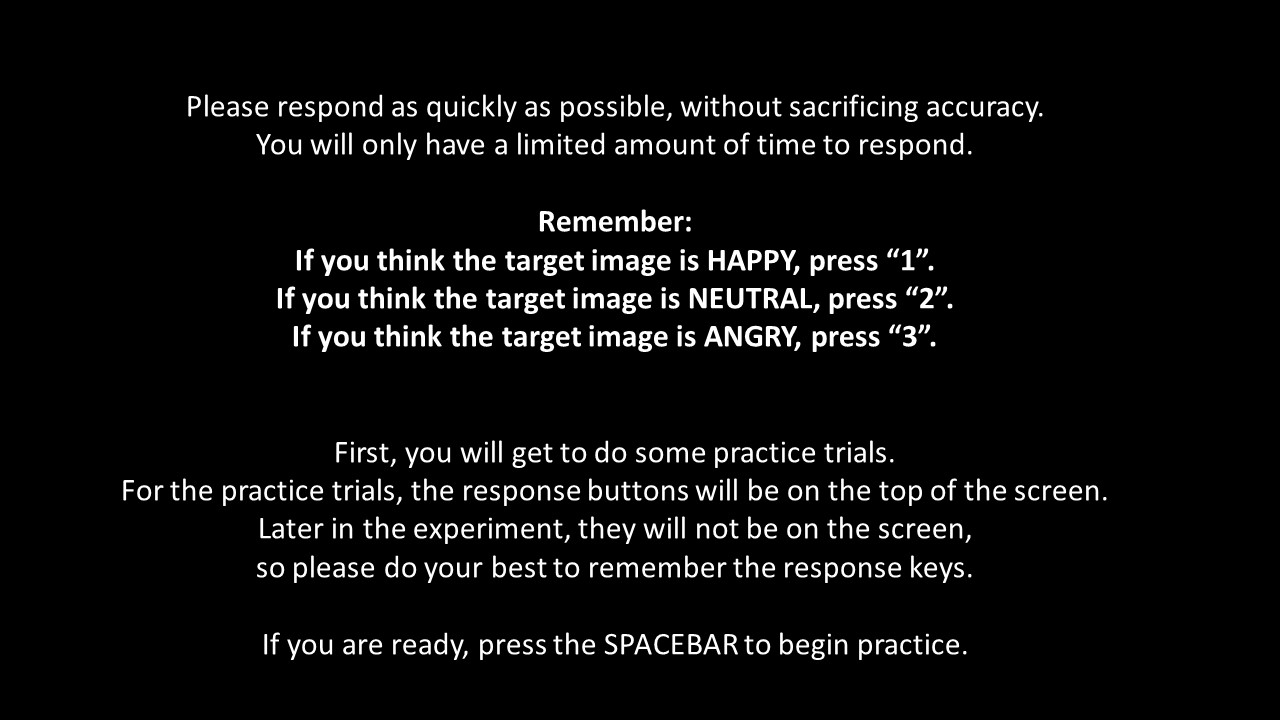 Please respond as quickly as possible, without sacrificing accuracy.
You will only have a limited amount of time to respond.
Remember:
If you think the target image is HAPPY, press “1”.
If you think the target image is NEUTRAL, press “2”.
If you think the target image is ANGRY, press “3”.
First, you will get to do some practice trials.
For the practice trials, the response buttons will be on the top of the screen.
Later in the experiment, they will not be on the screen,
so please do your best to remember the response keys.
If you are ready, press the SPACEBAR to begin practice.